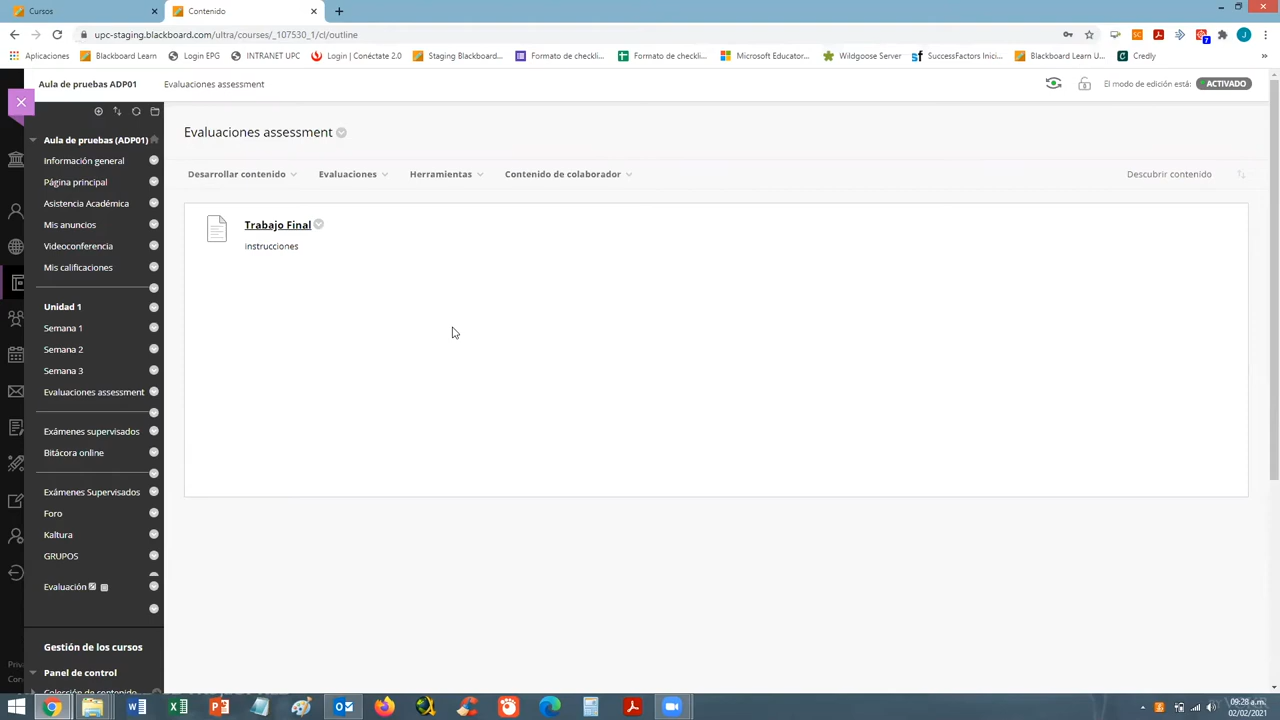 Cursos
Contenido
upc-staging.blackboard.com/ultra/courses/_107530_1/cl/outline
Aplicaciones
Blackboard Learn
Login EPG
INTRANET UPC
Login | Conéctate 2.0
Staging Blackboard...
Formato de checkli...
Formato de checkli...
Microsoft Educator...
Wildgoose Server
SuccessFactors Inici...
Blackboard Learn U...
Credly
Aula de pruebas ADP01
Evaluaciones assessment
El modo de edición está:
ACTIVADO
Aula de pruebas (ADP01)
Información general
Página principal
Asistencia Académica
Mis anuncios
Videoconferencia
Mis calificaciones
Unidad 1
Semana 1
Semana 2
Semana 3
Evaluaciones assessment
Exámenes supervisados
Bitácora online
Exámenes Supervisados
Foro
Kaltura
GRUPOS
Evaluación
Gestión de los cursos
Panel de control
Colección de contenido
Evaluaciones assessment
Desarrollar contenido
Evaluaciones
Herramientas
Contenido de colaborador
Descubrir contenido
Trabajo Final
instrucciones
09:28 a.m.
02/02/2021